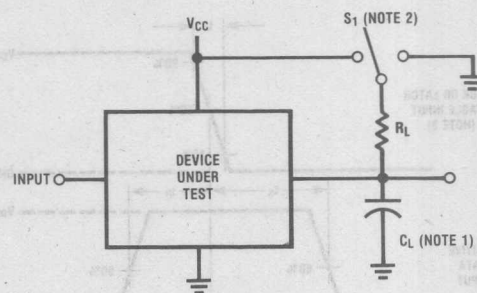 VCC
S1 (NOTE 2)
RL
INPUT
DEVICE
UNDER
TEST
CL (NOTE 1)